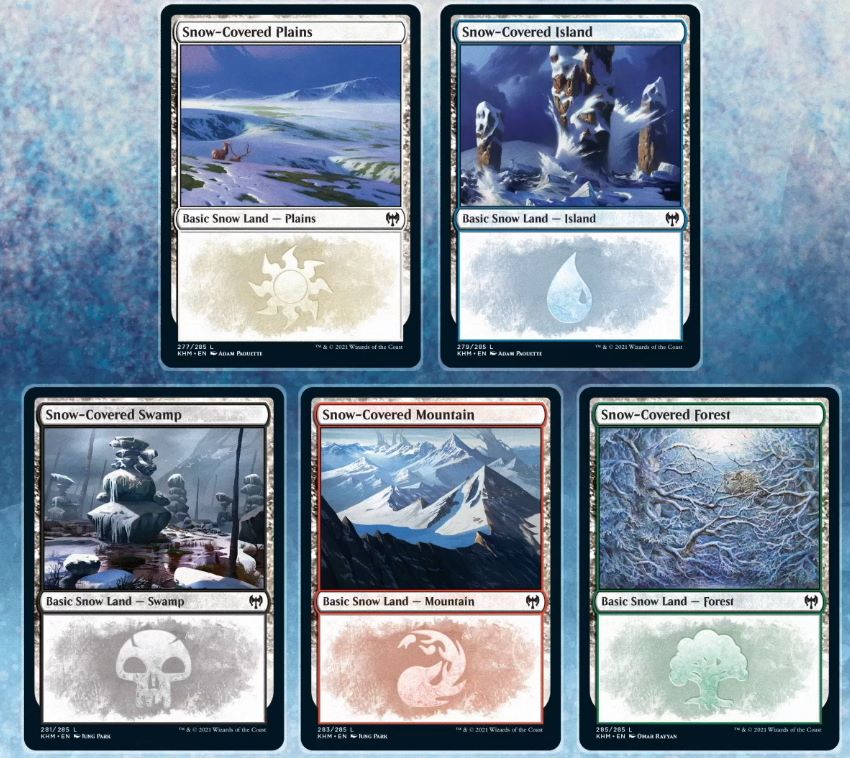 Snow-Covered Plains
Basic Snow Land — Plains
277/285 L
KHM • EN Adam Paquette
™ & © 2021 Wizards of the Coast
Snow-Covered Island
Basic Snow Land — Island
279/285 L
KHM • EN Adam Paquette
™ & © 2021 Wizards of the Coast
Snow-Covered Swamp
Basic Snow Land — Swamp
281/285 L
KHM • EN Jung Park
™ & © 2021 Wizards of the Coast
Snow-Covered Mountain
Basic Snow Land — Mountain
283/285 L
KHM • EN Jung Park
™ & © 2021 Wizards of the Coast
Snow-Covered Forest
Basic Snow Land — Forest
285/285 L
KHM • EN Omar Rayyan
™ & © 2021 Wizards of the Coast